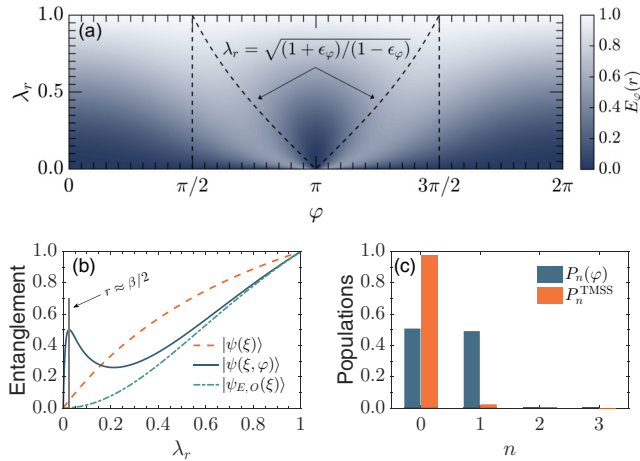 (a)
λ_r = √(1 + ϵ_φ)/(1 − ϵ_φ)
λ_r
1.0
0.5
0.0
0
π/2
π
3π/2
2π
φ
1.0
0.8
0.6
0.4
0.2
0.0
E_φ(r)
(b)
r ≈ β/2
Entanglement
1.0
0.8
0.6
0.4
0.2
0.0
|ψ(ξ)⟩
|ψ(ξ, φ)⟩
|ψ_{E,O}(ξ)⟩
0
0.2
0.4
0.6
0.8
1
λ_r
(c)
Populations
1.0
0.8
0.6
0.4
0.2
0.0
P_n(φ)
P_n^{TMSS}
0
1
2
3
n